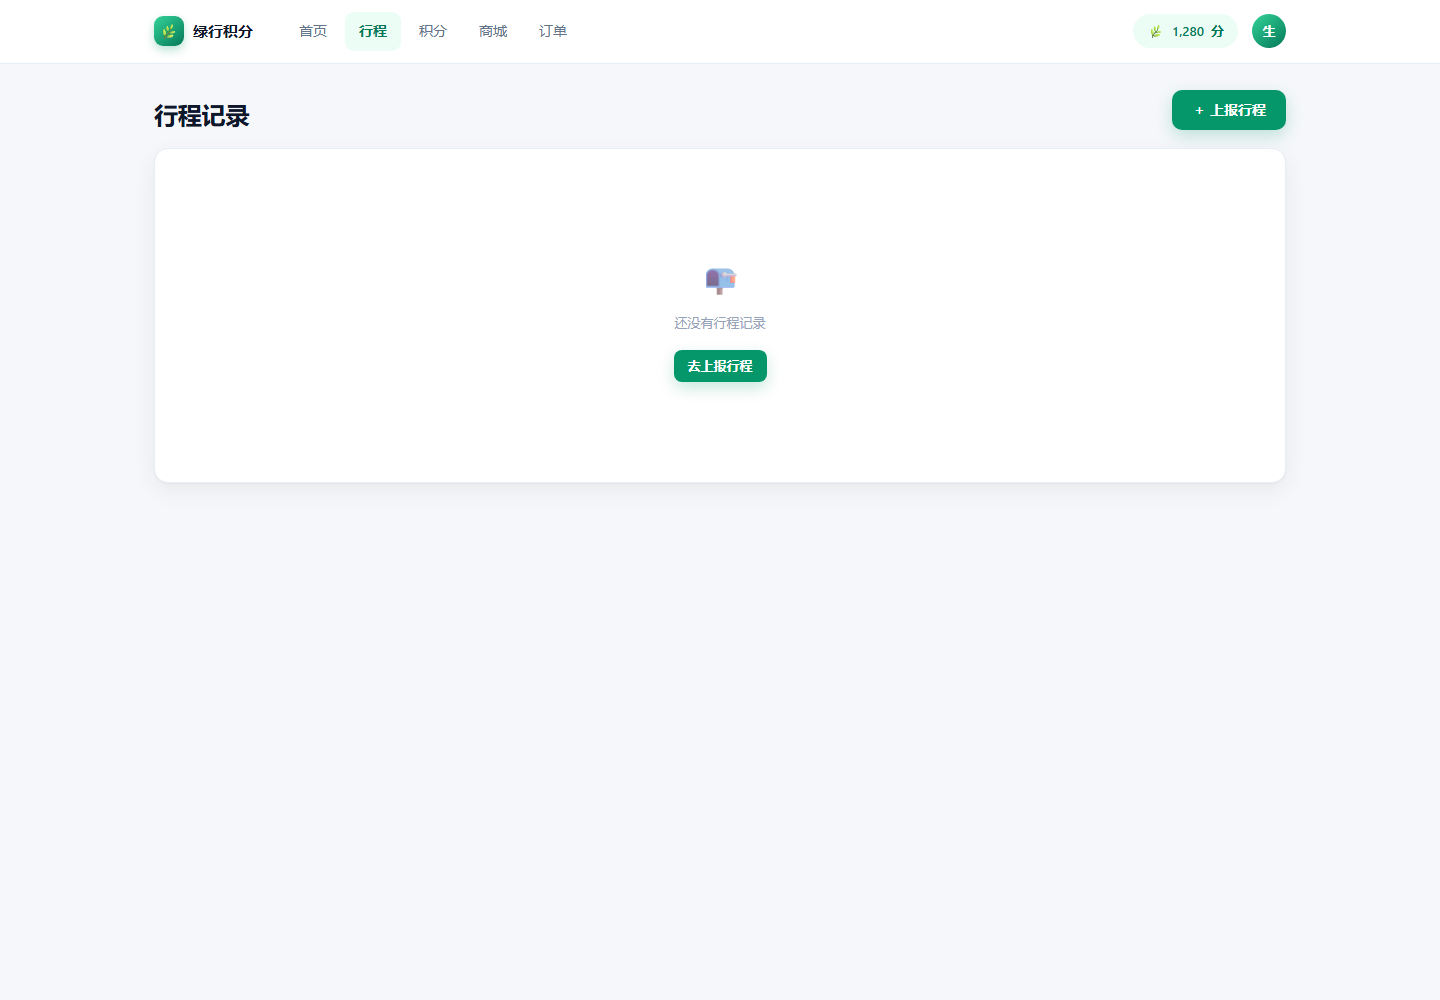 绿行积分 首页 行程 积分 商城 订单 1,280 分 生
行程记录 + 上报行程
还没有行程记录
去上报行程